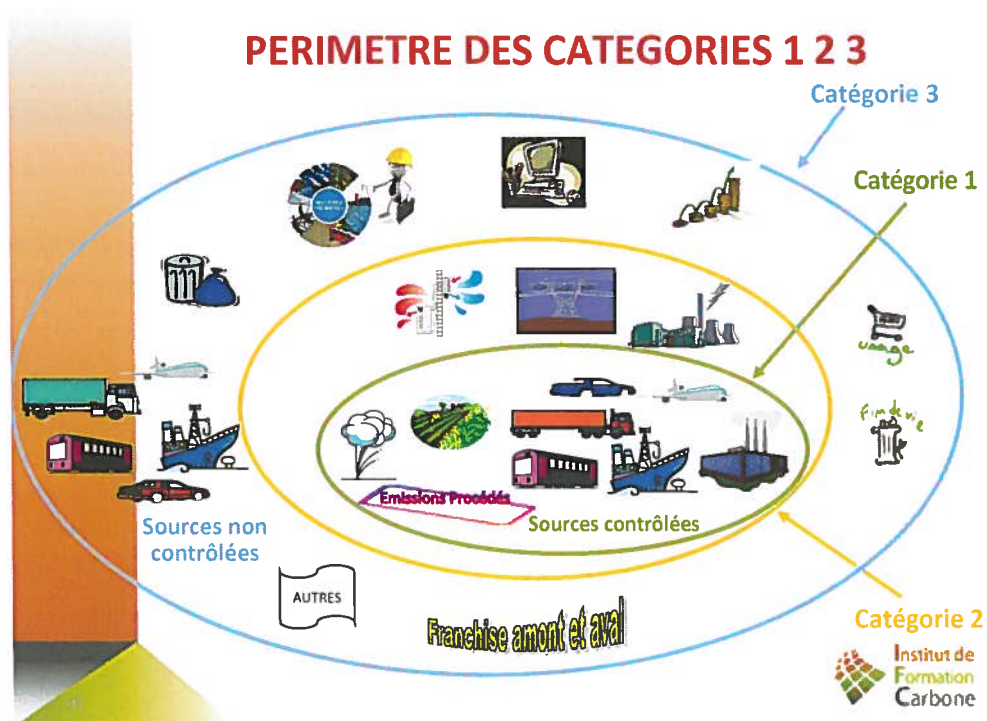 PERIMETRE DES CATEGORIES 1 2 3
Catégorie 3
Catégorie 1
usage
fin de vie
Emissions Procédés
Sources contrôlées
Sources non
contrôlées
AUTRES
Franchise amont et aval
Catégorie 2
Institut de
Formation
Carbone